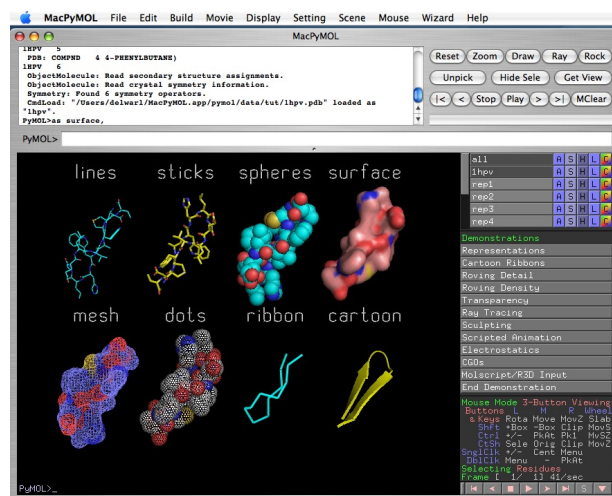 MacPyMOL File Edit Build Movie Display Setting Scene Mouse Wizard Help
MacPyMOL
1HPV 5
PDB: COMPND 4 4-PHENYLBUTANE)
1HPV 6
ObjectMolecule: Read secondary structure assignments.
ObjectMolecule: Read crystal symmetry information.
Symmetry: Found 6 symmetry operators.
CmdLoad: "/Users/delwarl/MacPyMOL.app/pymol/data/tut/1hpv.pdb" loaded as
"1hpv".
PyMOL>as surface,
Reset Zoom Draw Ray Rock
Unpick Hide Sele Get View
|< < Stop Play > >| MClear
PyMOL>
lines sticks spheres surface
mesh dots ribbon cartoon
PyMOL>_
all A S H L C
1hpv A S H L C
rep1 A S H L C
rep2 A S H L C
rep3 A S H L C
rep4 A S H L C
Demonstrations
Representations
Cartoon Ribbons
Roving Detail
Roving Density
Transparency
Ray Tracing
Sculpting
Scripted Animation
Electrostatics
CGOs
Molscript/R3D Input
End Demonstration
Mouse Mode 3-Button Viewing
Buttons L M R Wheel
& Keys Rota Move MovZ Slab
Shft +Box -Box Clip MovS
Ctrl +/- PkAt Pk1 MvSZ
CtSh Sele Orig Clip MovZ
SnglClk +/- Cent Menu
DblClk Menu - PkAt
Selecting Residues
Frame [ 1/ 1] 41/sec
S